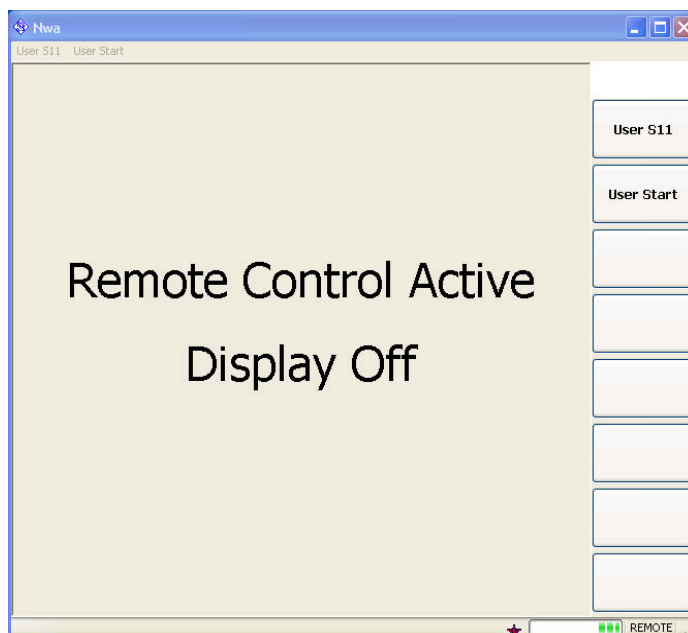 Nwa
User S11 User Start
User S11
User Start
Remote Control Active
Display Off
REMOTE